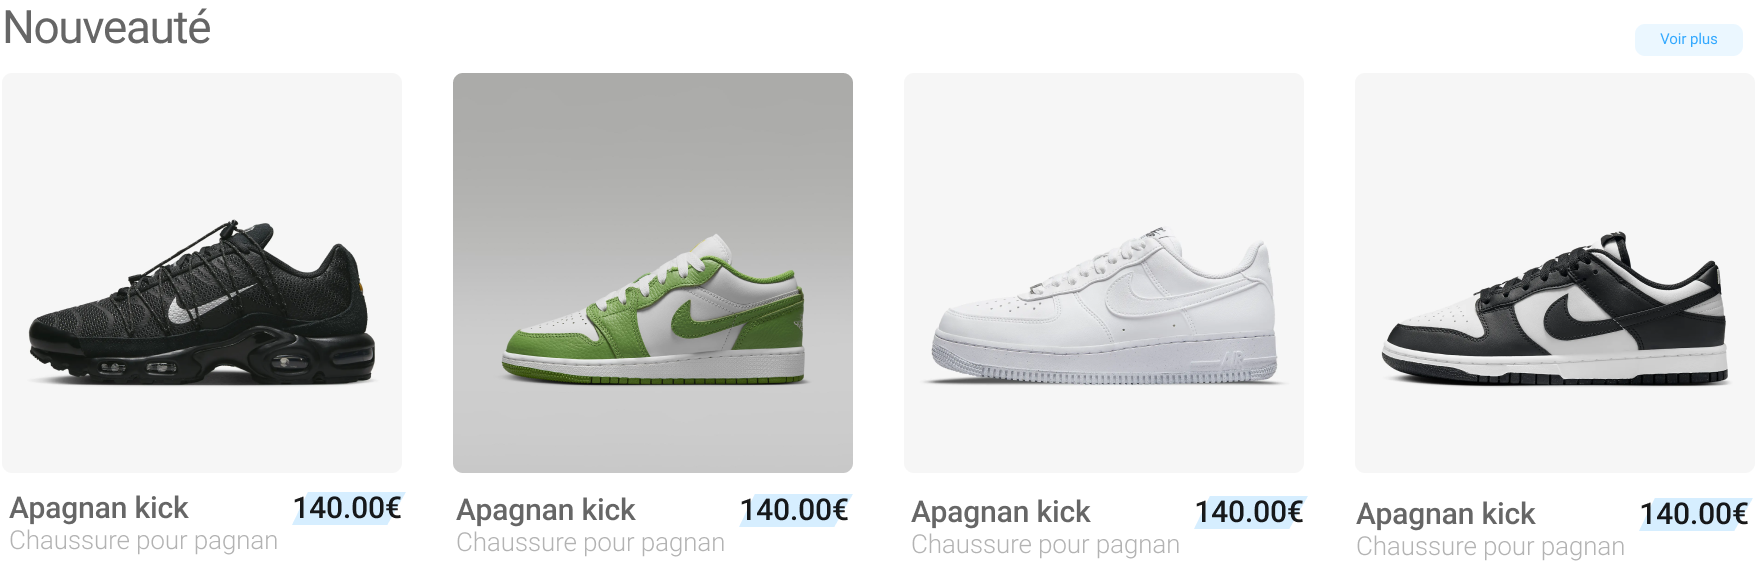 Nouveauté
Voir plus
Apagnan kick
140.00€
Chaussure pour pagnan
Apagnan kick
140.00€
Chaussure pour pagnan
AIR
Apagnan kick
140.00€
Chaussure pour pagnan
Apagnan kick
140.00€
Chaussure pour pagnan